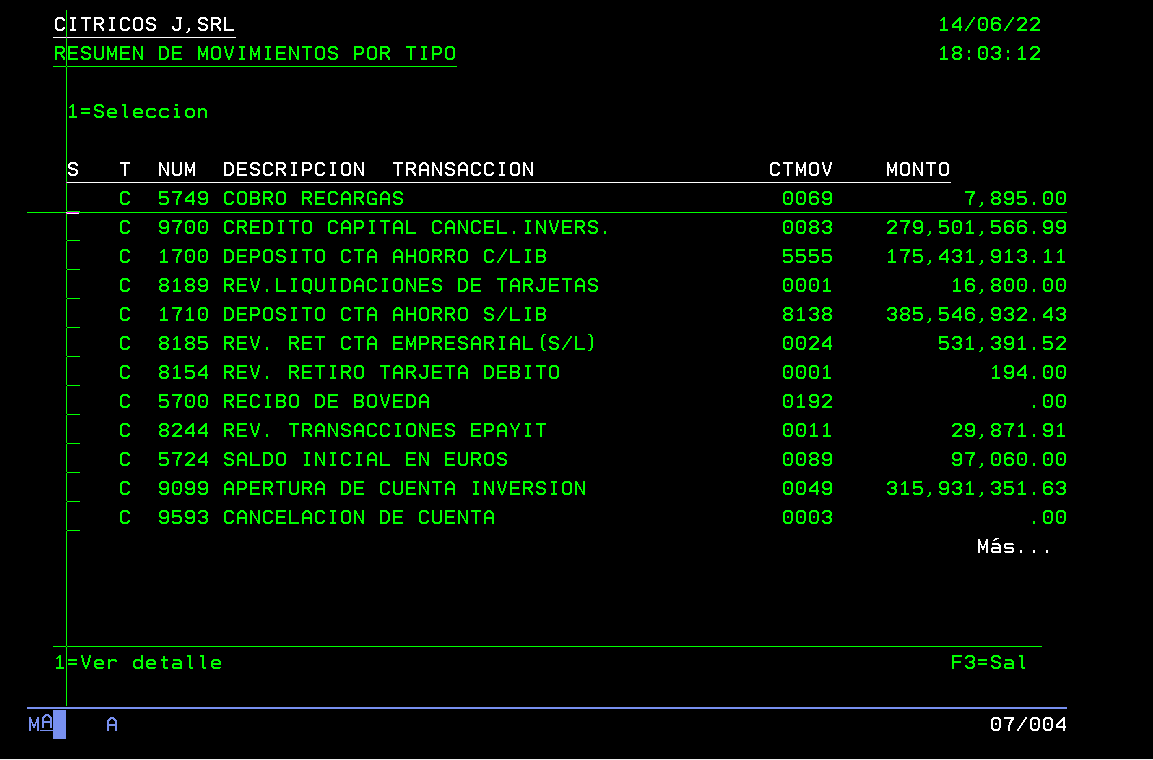 CITRICOS J,SRL 14/06/22
RESUMEN DE MOVIMIENTOS POR TIPO 18:03:12
1=Seleccion
S T NUM DESCRIPCION TRANSACCION CTMOV MONTO
C 5749 COBRO RECARGAS 0069 7,895.00
C 9700 CREDITO CAPITAL CANCEL.INVERS. 0083 279,501,566.99
C 1700 DEPOSITO CTA AHORRO C/LIB 5555 175,431,913.11
C 8189 REV.LIQUIDACIONES DE TARJETAS 0001 16,800.00
C 1710 DEPOSITO CTA AHORRO S/LIB 8138 385,546,932.43
C 8185 REV. RET CTA EMPRESARIAL(S/L) 0024 531,391.52
C 8154 REV. RETIRO TARJETA DEBITO 0001 194.00
C 5700 RECIBO DE BOVEDA 0192 .00
C 8244 REV. TRANSACCIONES EPAYIT 0011 29,871.91
C 5724 SALDO INICIAL EN EUROS 0089 97,060.00
C 9099 APERTURA DE CUENTA INVERSION 0049 315,931,351.63
C 9593 CANCELACION DE CUENTA 0003 .00
Más...
1=Ver detalle F3=Sal
MA A 07/004